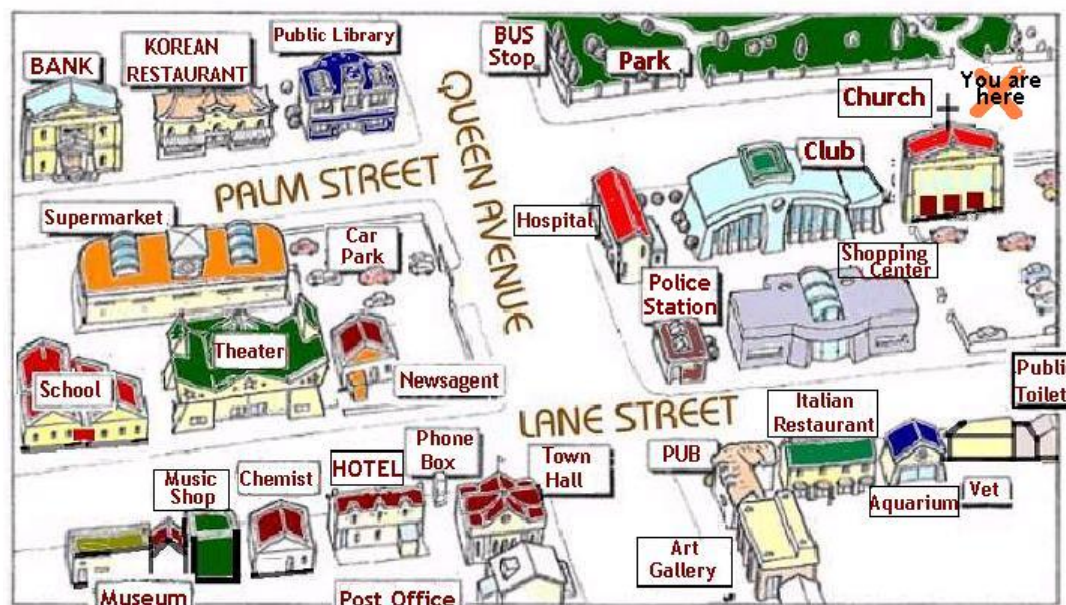 BANK
KOREAN
RESTAURANT
Public Library
BUS
Stop
Park
Church
You are
here
QUEEN AVENUE
PALM STREET
Club
Hospital
Supermarket
Car
Park
Shopping
Center
Police
Station
Theater
School
Newsagent
Public
Toilet
LANE STREET
Italian
Restaurant
Phone
Box
Town
Hall
PUB
Music
Shop
Chemist
HOTEL
Aquarium
Vet
Art
Gallery
Museum
Post Office